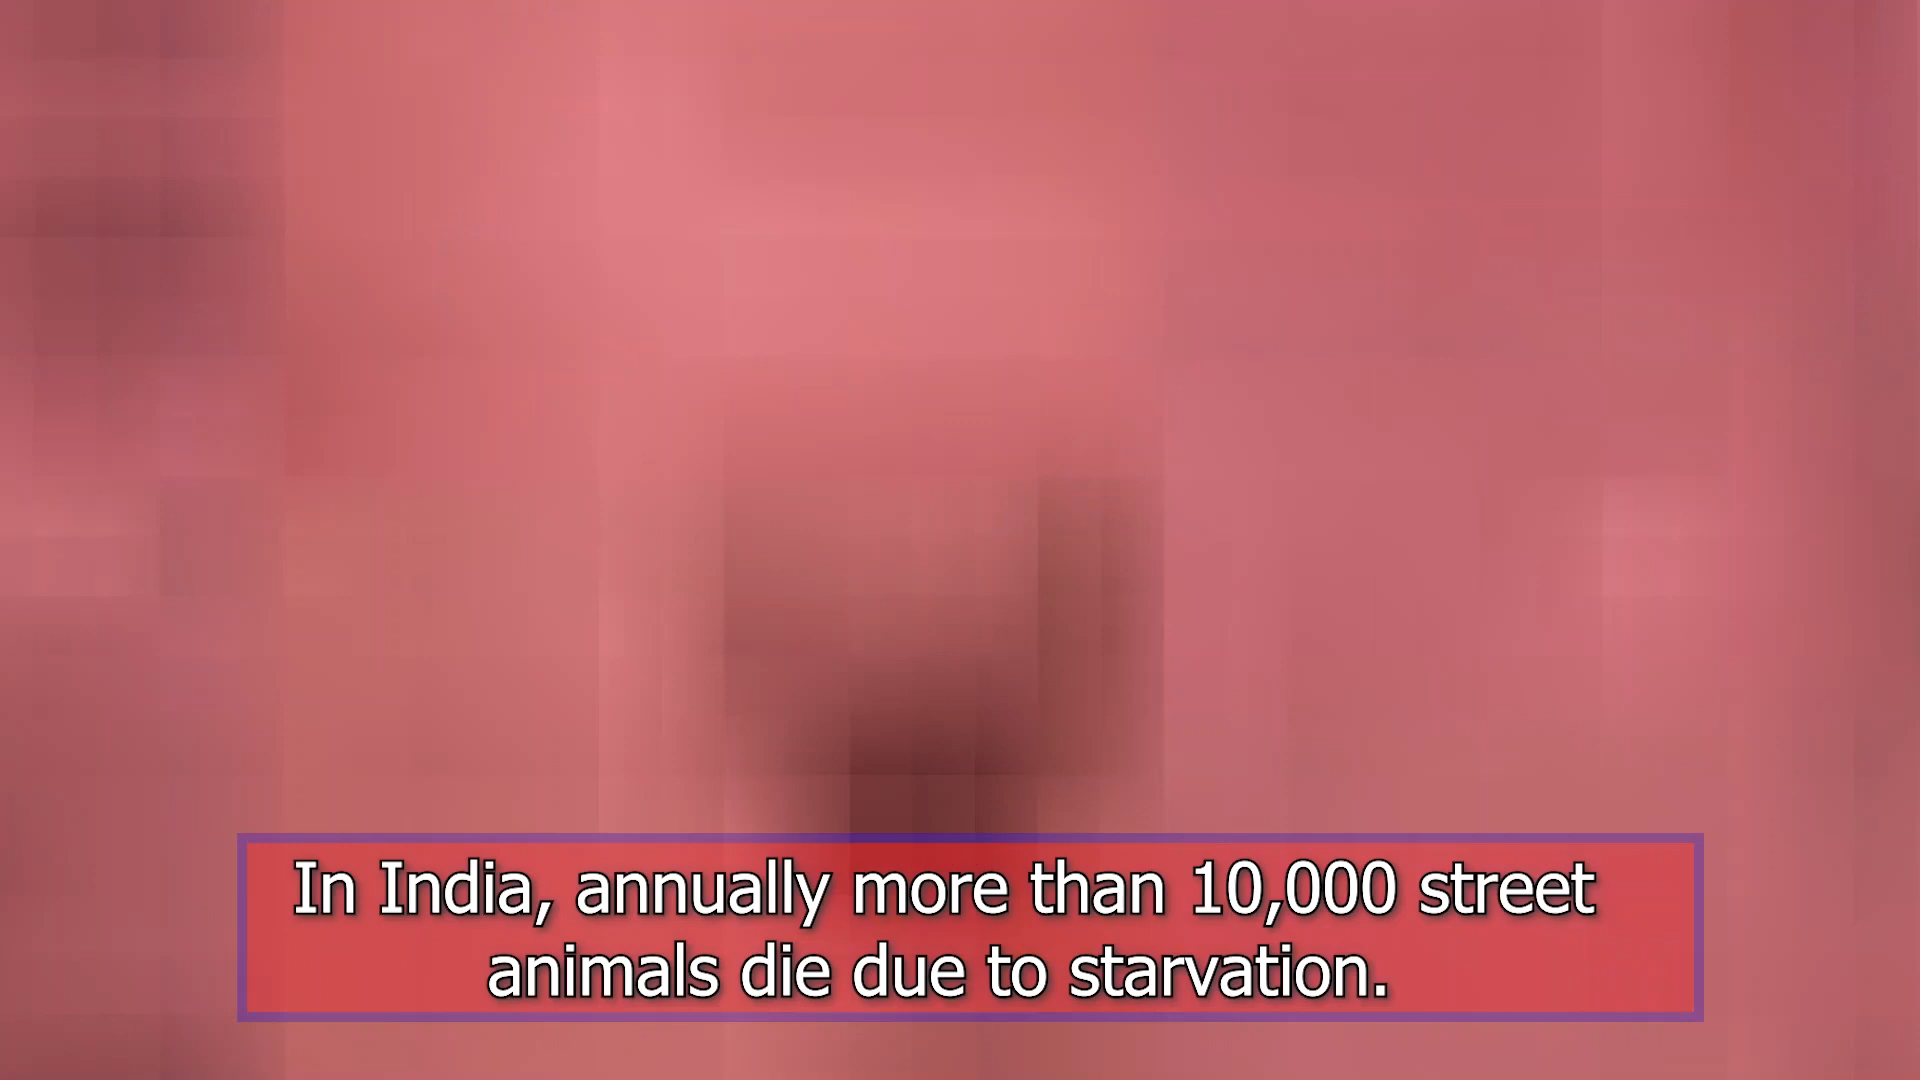 In India, annually more than 10,000 street
animals die due to starvation.